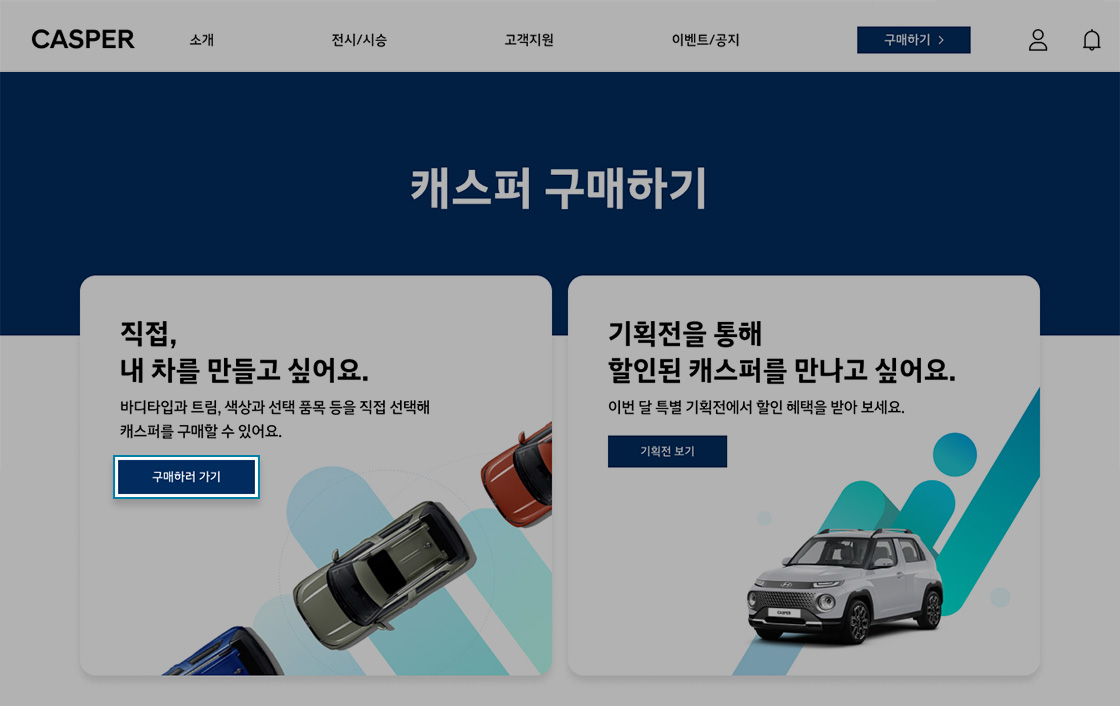 CASPER
소개
전시/시승
고객지원
이벤트/공지
구매하기
캐스퍼 구매하기
직접,
내 차를 만들고 싶어요.
바디타입과 트림, 색상과 선택 품목 등을 직접 선택해
캐스퍼를 구매할 수 있어요.
구매하러 가기
기획전을 통해
할인된 캐스퍼를 만나고 싶어요.
이번 달 특별 기획전에서 할인 혜택을 받아 보세요.
기획전 보기
CASPER